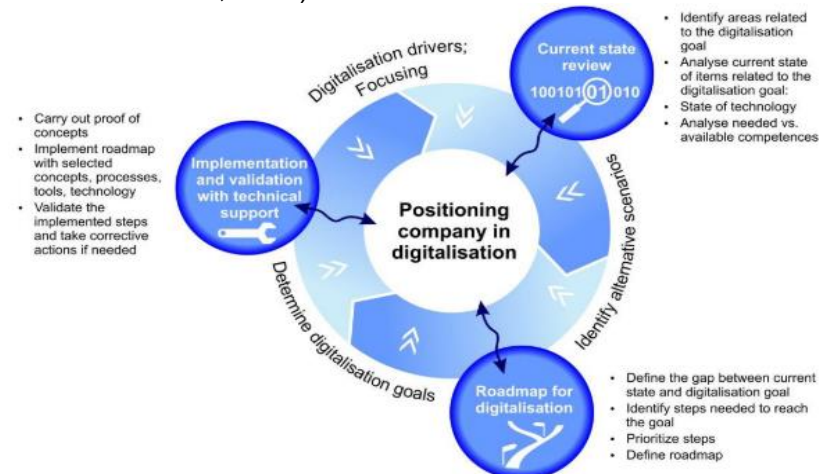 Digitalisation drivers;
Focusing
Current state
review
100101 01 010
• Identify areas related
to the digitalisation
goal
• Analyse current state
of items related to the
digitalisation goal:
• State of technology
• Analyse needed vs.
available competences
• Carry out proof of
concepts
• Implement roadmap
with selected
concepts, processes,
tools, technology
• Validate the
implemented steps
and take corrective
actions if needed
Implementation
and validation
with technical
support
Positioning
company in
digitalisation
Identify alternative scenarios
Determine digitalisation goals
Roadmap for
digitalisation
• Define the gap between current
state and digitalisation goal
• Identify steps needed to reach
the goal
• Prioritize steps
• Define roadmap